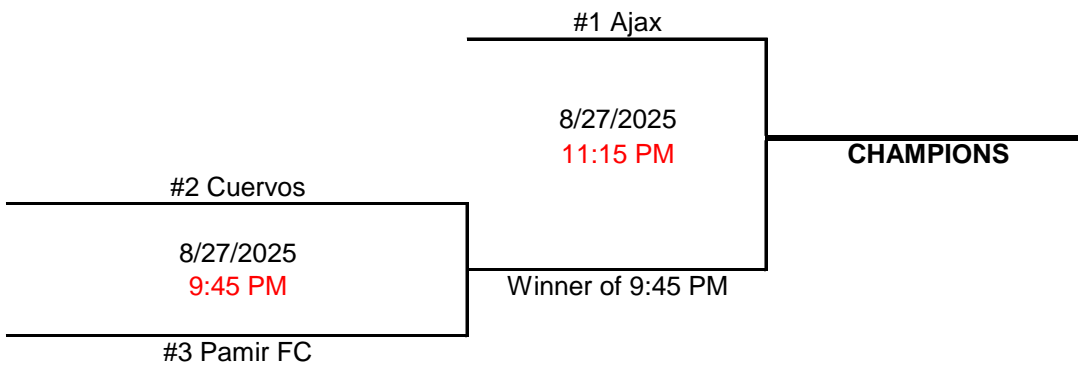 #1 Ajax
8/27/2025
11:15 PM
CHAMPIONS
#2 Cuervos
8/27/2025
9:45 PM
Winner of 9:45 PM
#3 Pamir FC